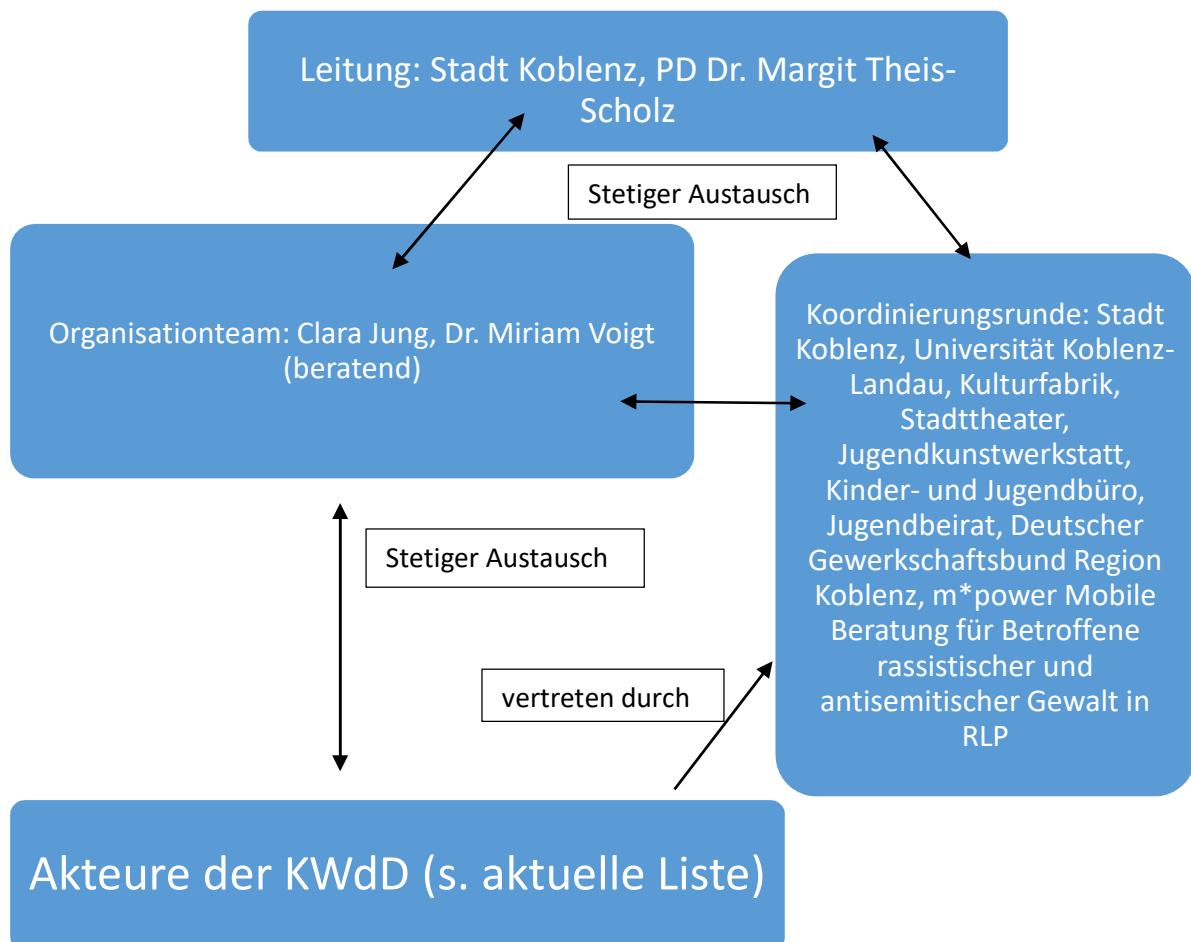 Leitung: Stadt Koblenz, PD Dr. Margit Theis-
Scholz
Stetiger Austausch
Organisationteam: Clara Jung, Dr. Miriam Voigt
(beratend)
Koordinierungsrunde: Stadt
Koblenz, Universität Koblenz-
Landau, Kulturfabrik,
Stadttheater,
Jugendkunstwerkstatt,
Kinder- und Jugendbüro,
Jugendbeirat, Deutscher
Gewerkschaftsbund Region
Koblenz, m*power Mobile
Beratung für Betroffene
rassistischer und
antisemitischer Gewalt in
RLP
Stetiger Austausch
vertreten durch
Akteure der KWdD (s. aktuelle Liste)